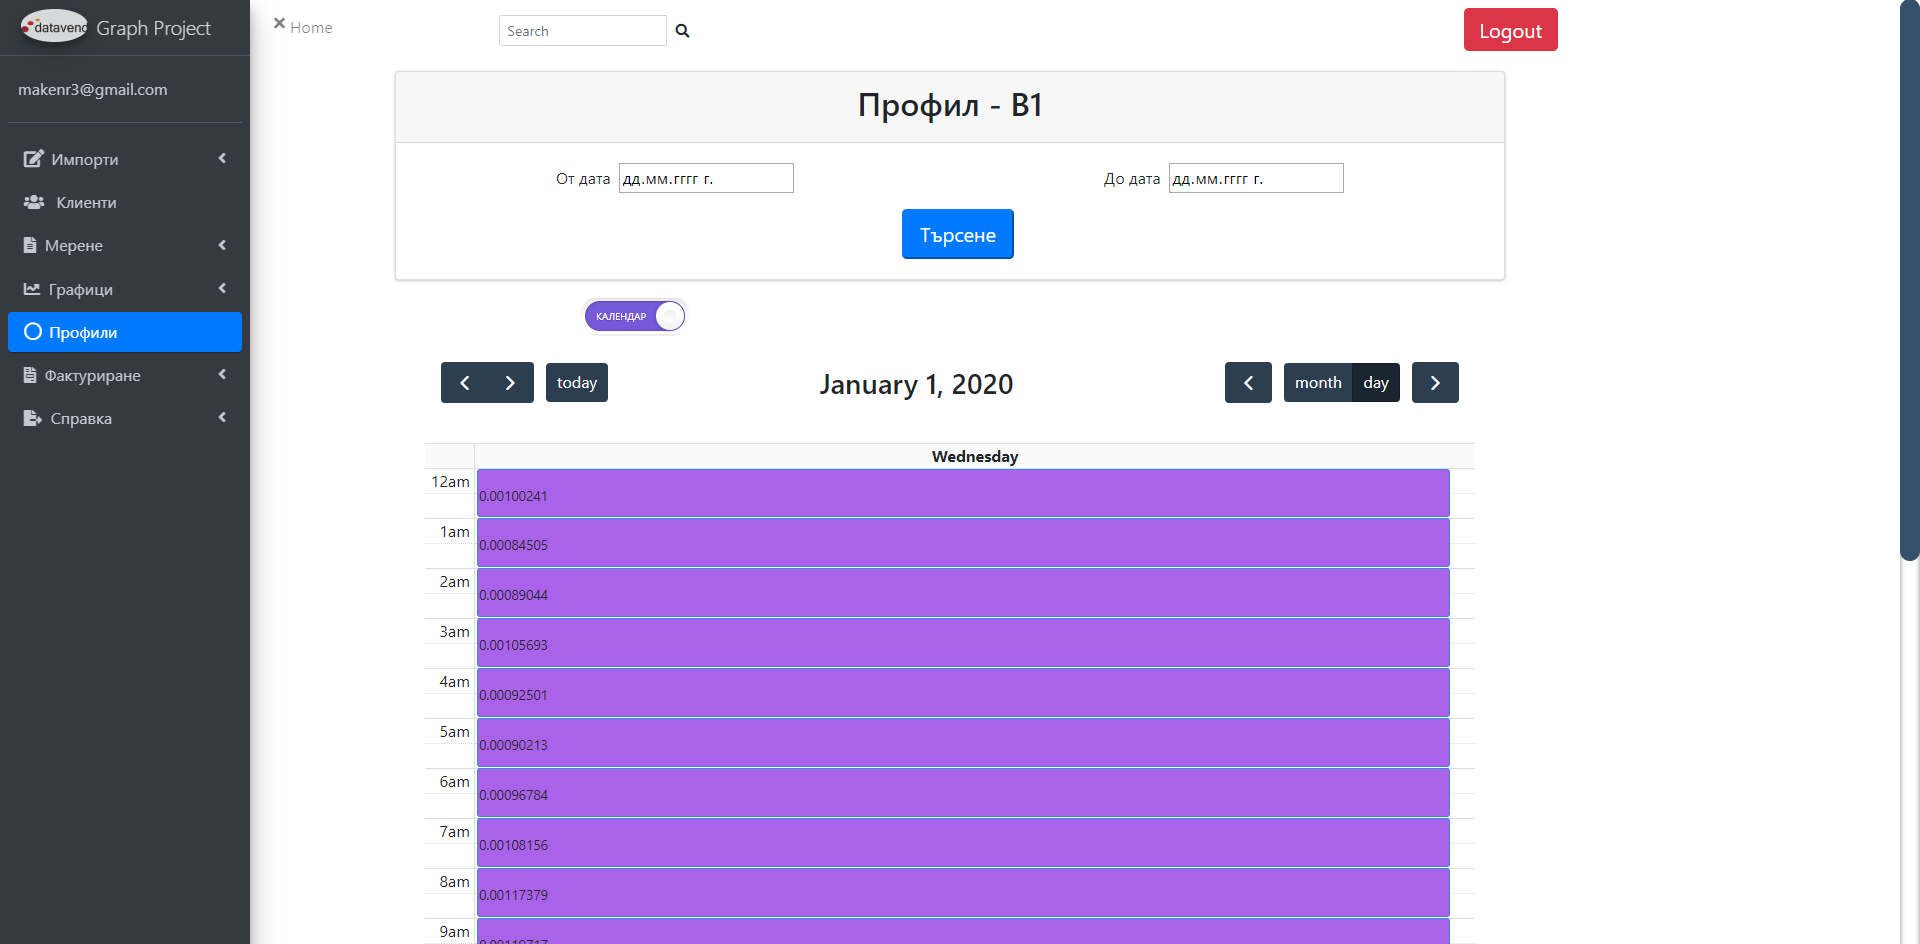 datavend Graph Project
makenr3@gmail.com
Импорти
Клиенти
Мерене
Графици
Профили
Фактуриране
Справка
Home
Search
Logout
Профил - B1
От дата дд.мм.гггг г.
До дата дд.мм.гггг г.
Търсене
КАЛЕНДАР
today
January 1, 2020
month day
Wednesday
12am 0.00100241
1am 0.00084505
2am 0.00089044
3am 0.00105693
4am 0.00092501
5am 0.00090213
6am 0.00096784
7am 0.00108156
8am 0.00117379
9am